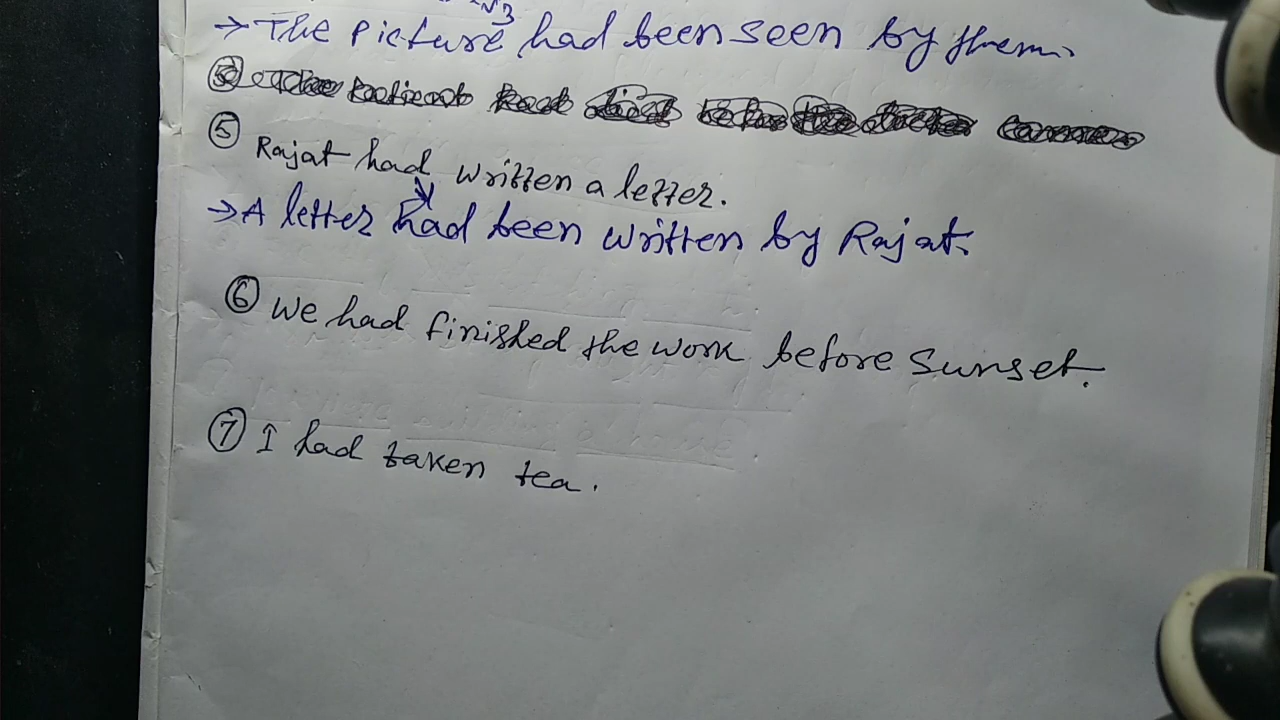 V3
→ The picture had been seen by them.
⑤ Rajat had written a letter.
→ A letter had been written by Rajat.
⑥ We had finished the work before sunset.
⑦ I had taken tea.